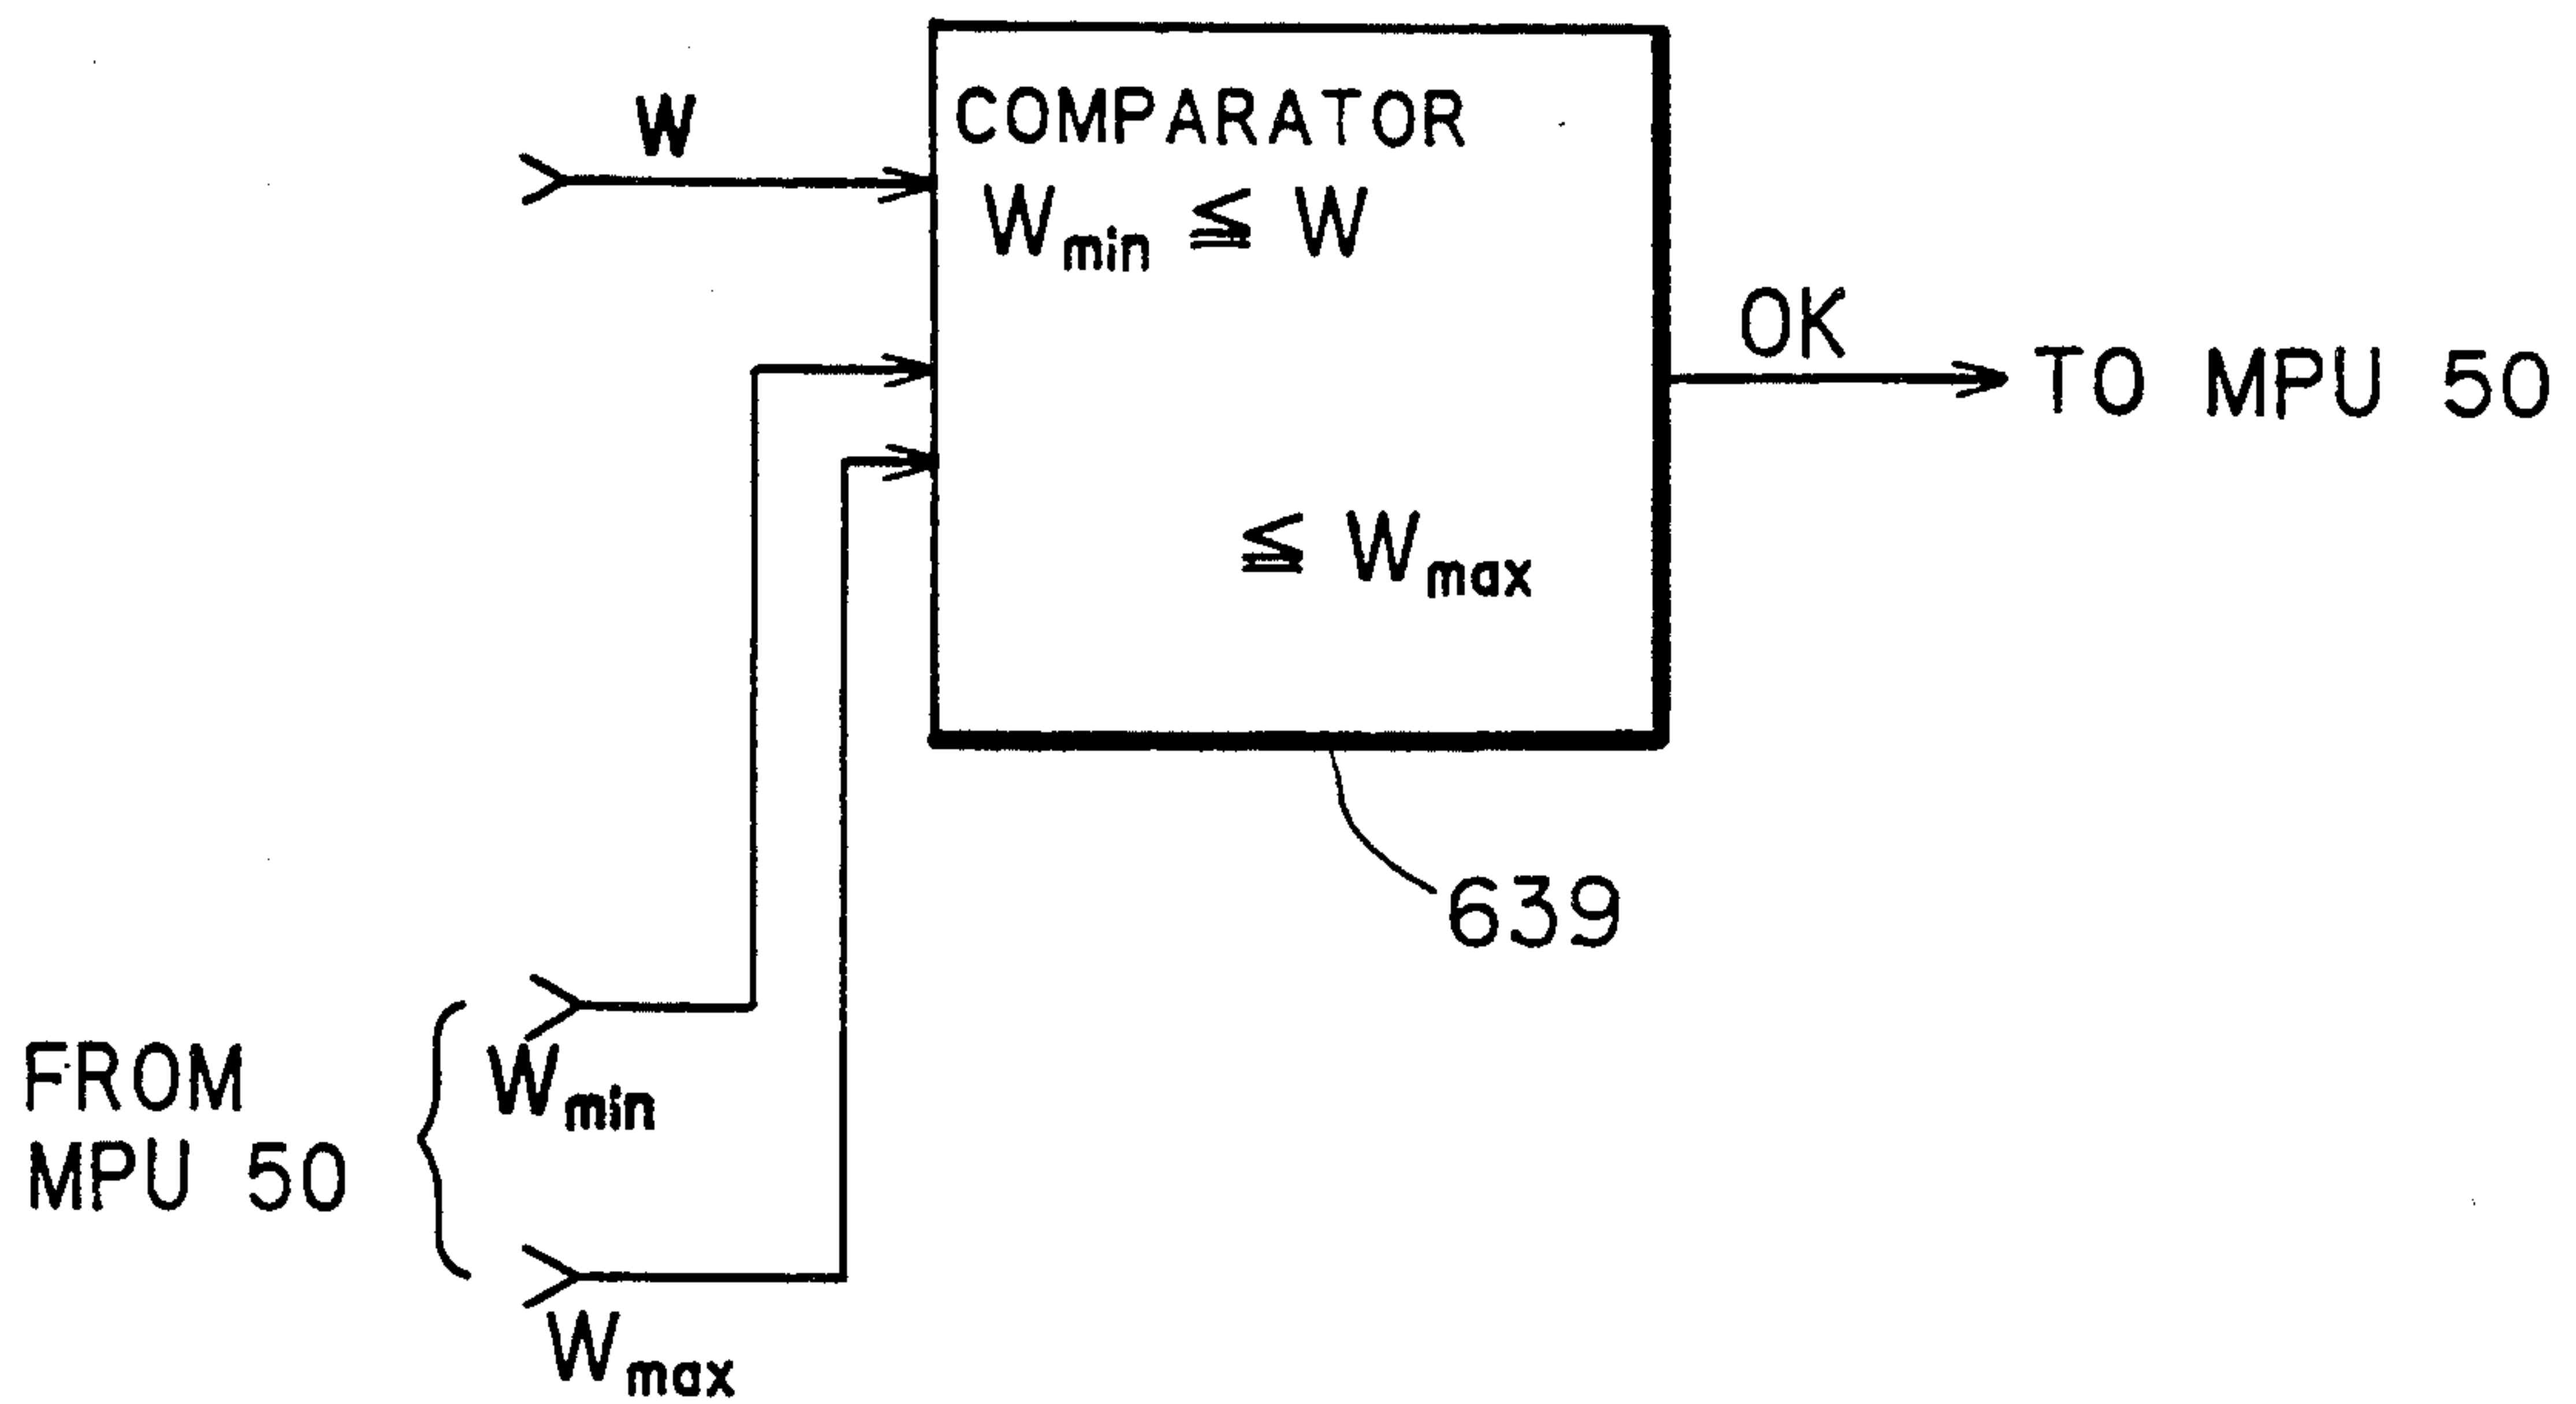 W
COMPARATOR
Wmin ≦ W
≦ Wmax
OK
TO MPU 50
639
FROM
MPU 50
Wmin
Wmax